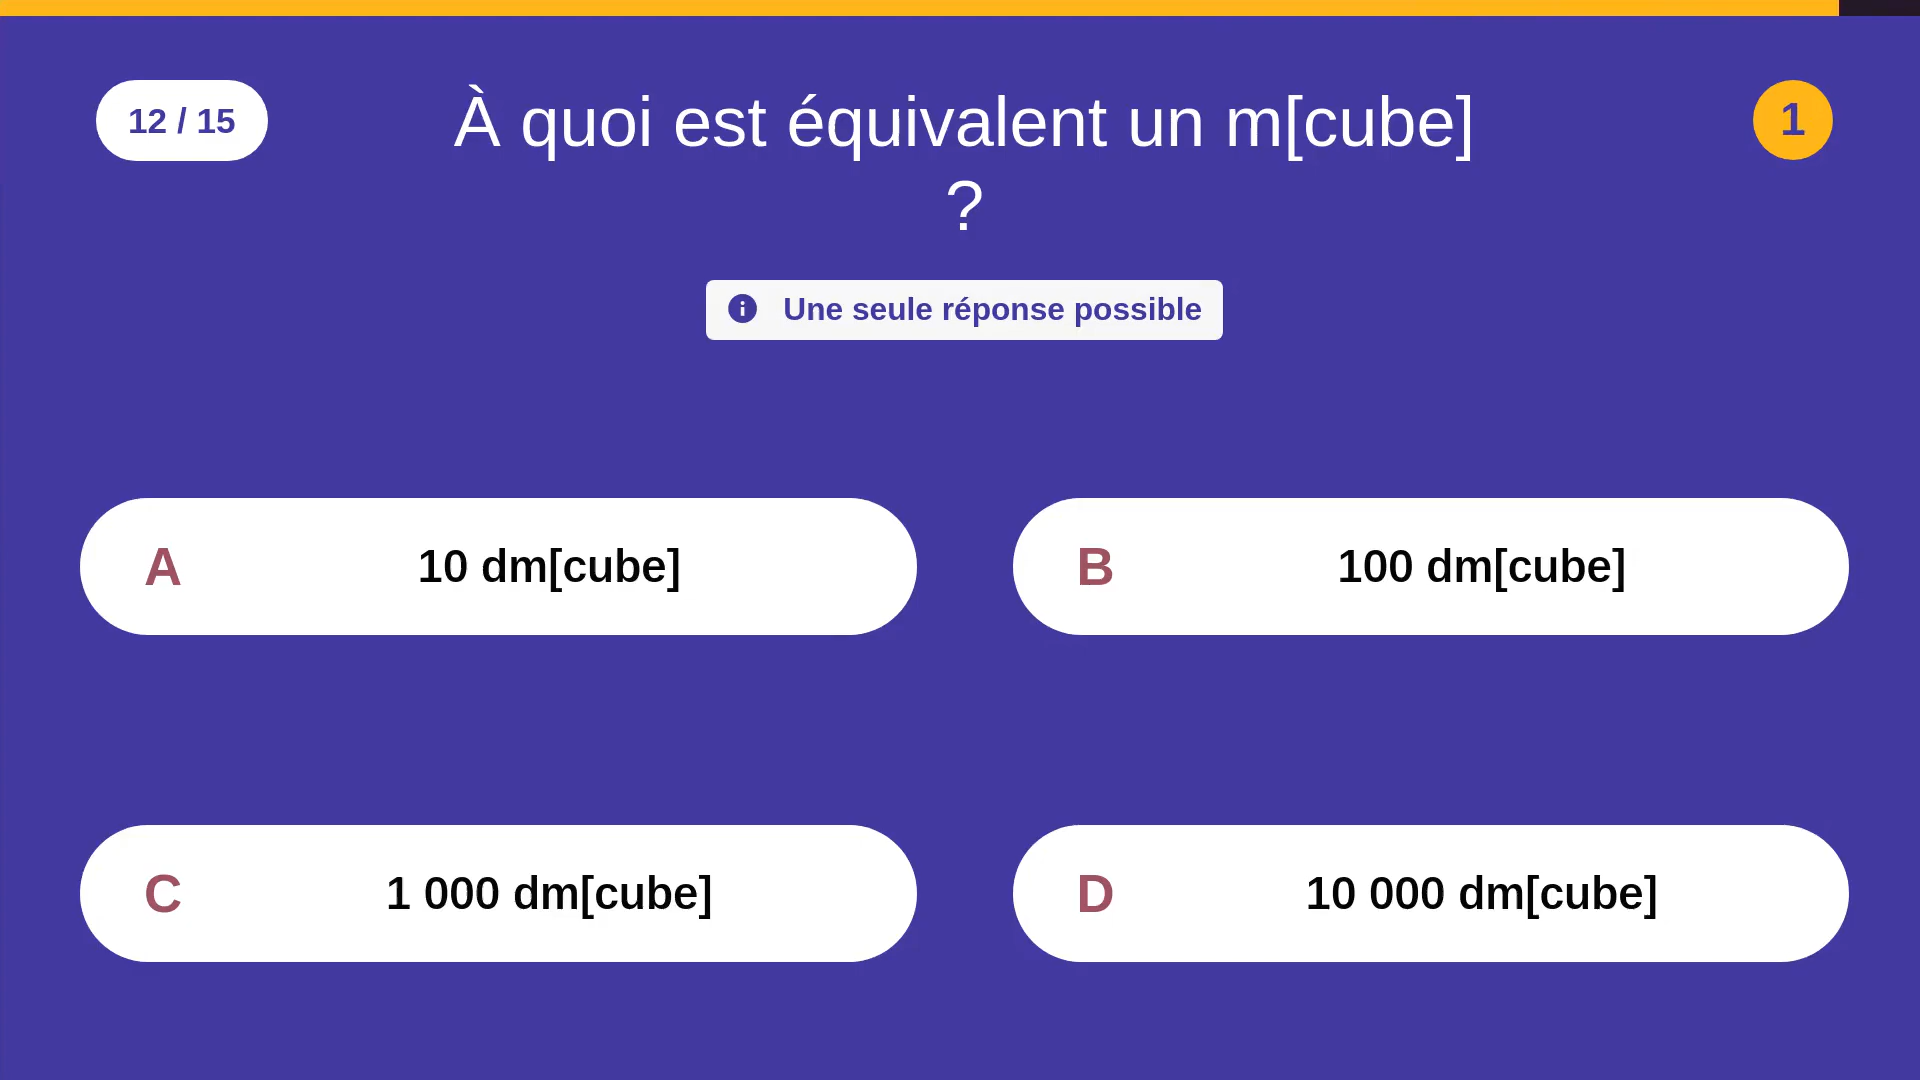 12 / 15
À quoi est équivalent un m[cube]
?
1
Une seule réponse possible
A 10 dm[cube]
B 100 dm[cube]
C 1 000 dm[cube]
D 10 000 dm[cube]